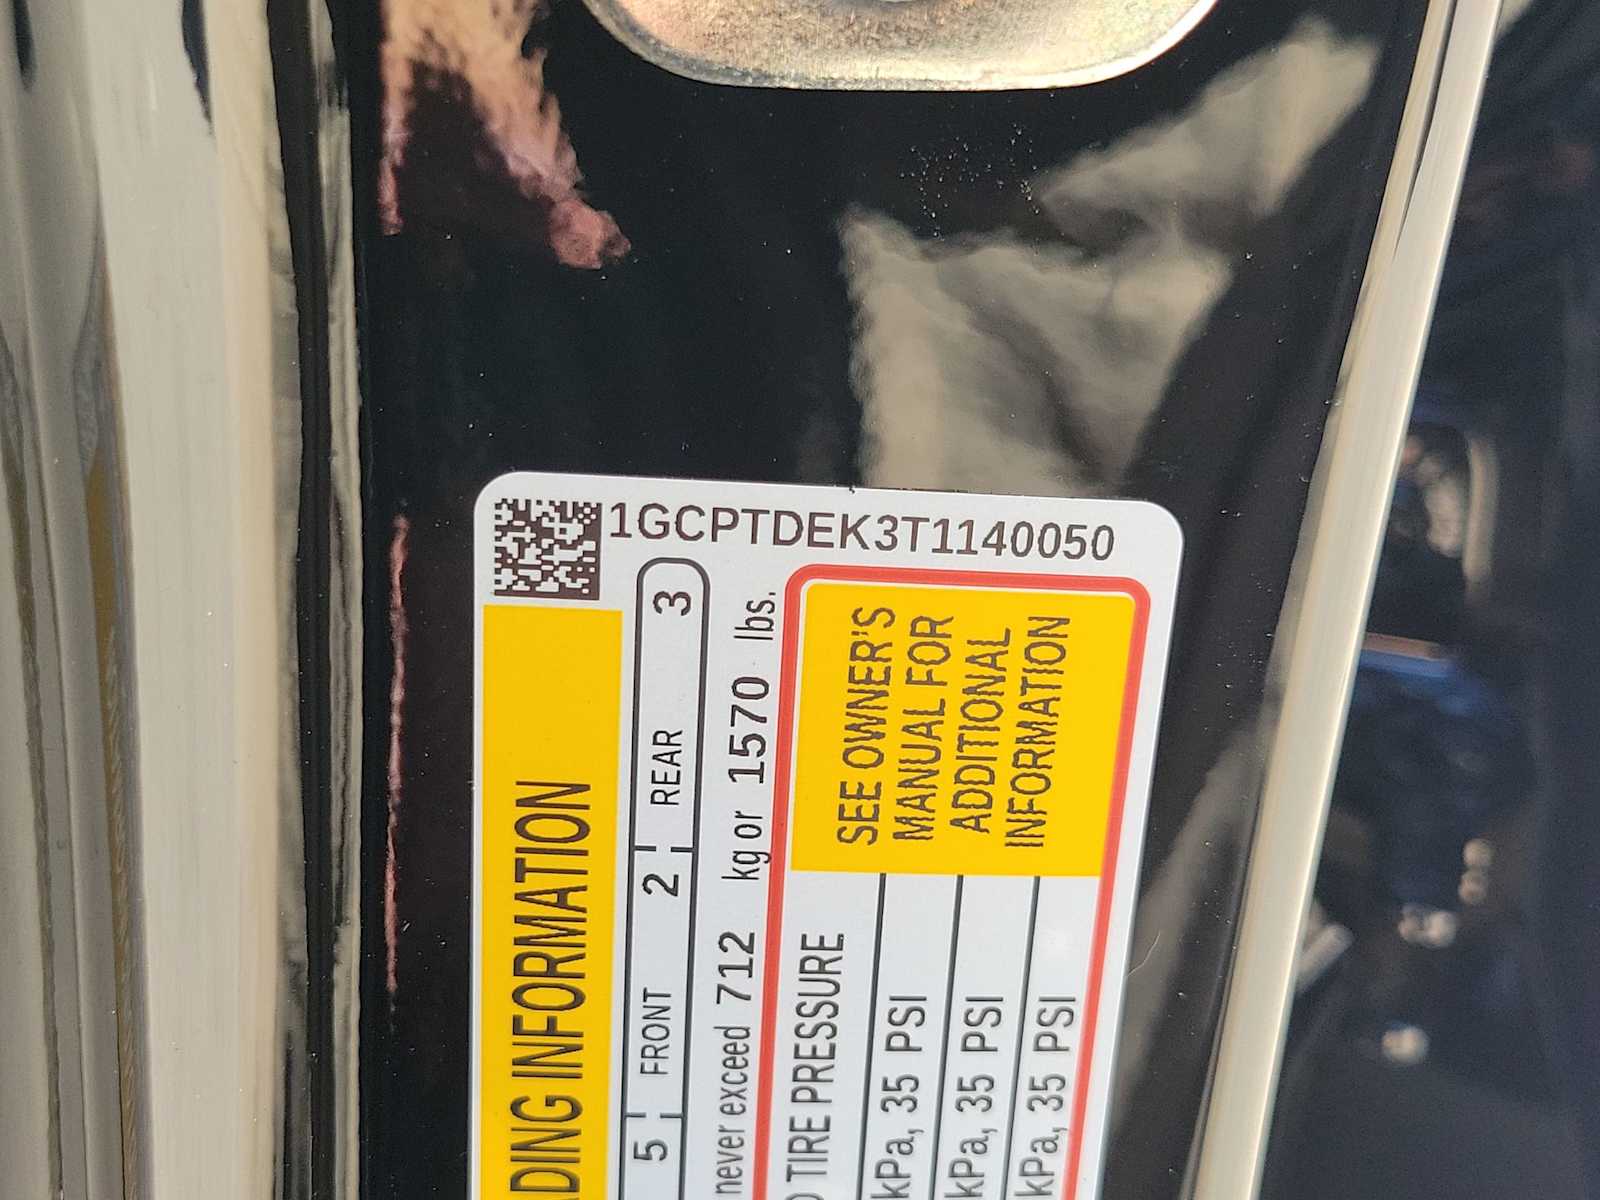 1GCPTDEK3T1140050
INFORMATION
5 FRONT 2 REAR 3
never exceed 712 kg or 1570 lbs.
TIRE PRESSURE
SEE OWNER'S
MANUAL FOR
ADDITIONAL
INFORMATION
kPa, 35 PSI
kPa, 35 PSI
kPa, 35 PSI